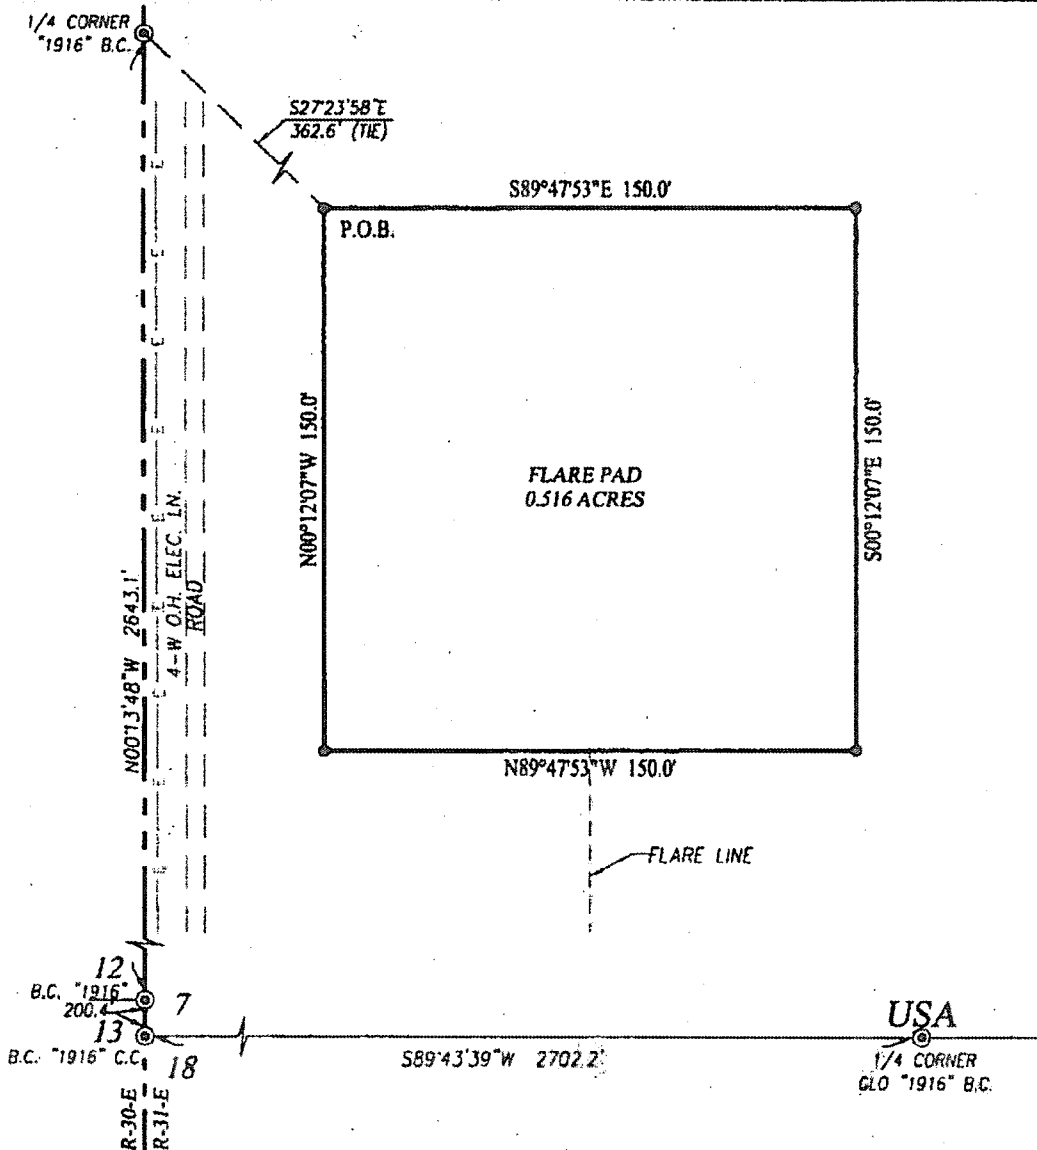 1/4 CORNER
"1916" B.C.
S27°23'58"E
362.6' (TIE)
S89°47'53"E 150.0'
P.O.B.
N00°12'07"W 150.0'
FLARE PAD
0.516 ACRES
S00°12'07"E 150.0'
N00°13'48"W 2643.1'
E
E
E
E
E
E
E
E
E
4-W O.H. ELEC. LN.
ROAD
N89°47'53"W 150.0'
FLARE LINE
12
B.C. "1916"
200.4'
7
13
B.C. "1916" C.C.
18
S89°43'39"W 2702.2'
USA
1/4 CORNER
GLO "1916" B.C.
R-30-E
R-31-E